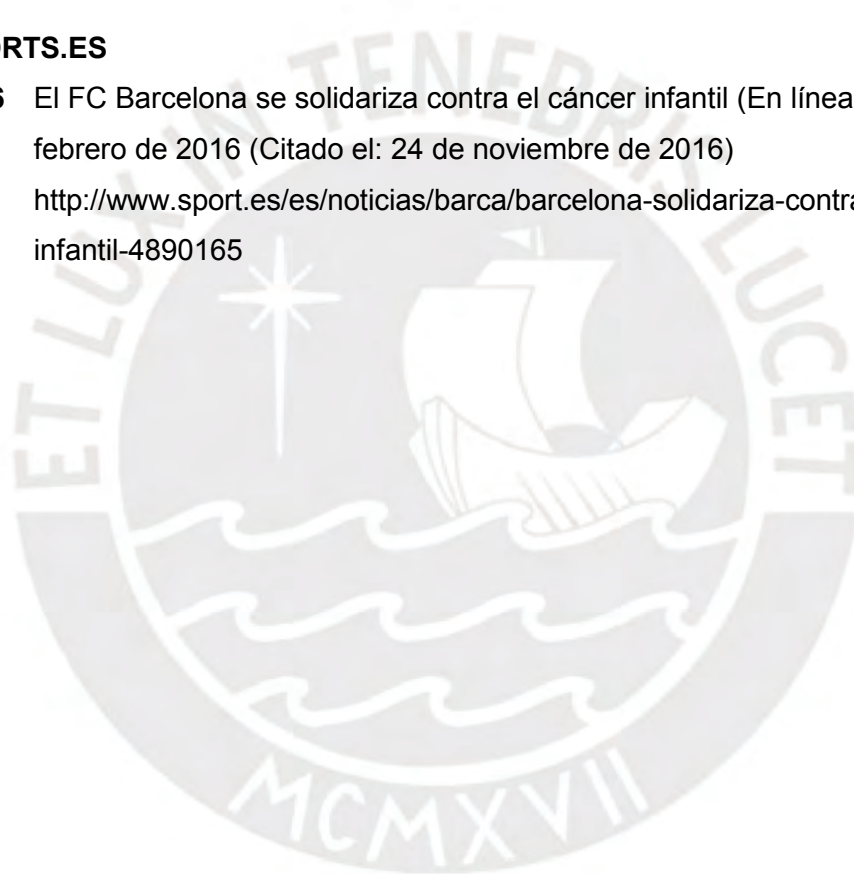 RTS.ES
El FC Barcelona se solidariza contra el cáncer infantil (En línea
febrero de 2016 (Citado el: 24 de noviembre de 2016)
http://www.sport.es/es/noticias/barca/barcelona-solidariza-contra
infantil-4890165
ET LUX IN TENEBRIS LUCET
MCMXVII